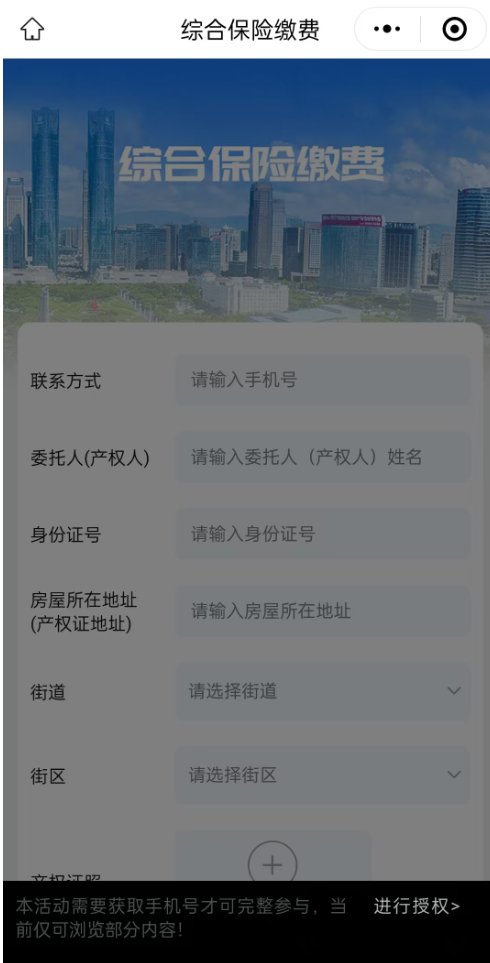 综合保险缴费
综合保险缴费
联系方式
请输入手机号
委托人(产权人)
请输入委托人（产权人）姓名
身份证号
请输入身份证号
房屋所在地址
(产权证地址)
请输入房屋所在地址
街道
请选择街道
街区
请选择街区
产权证照
本活动需要获取手机号才可完整参与，当
前仅可浏览部分内容！
进行授权>